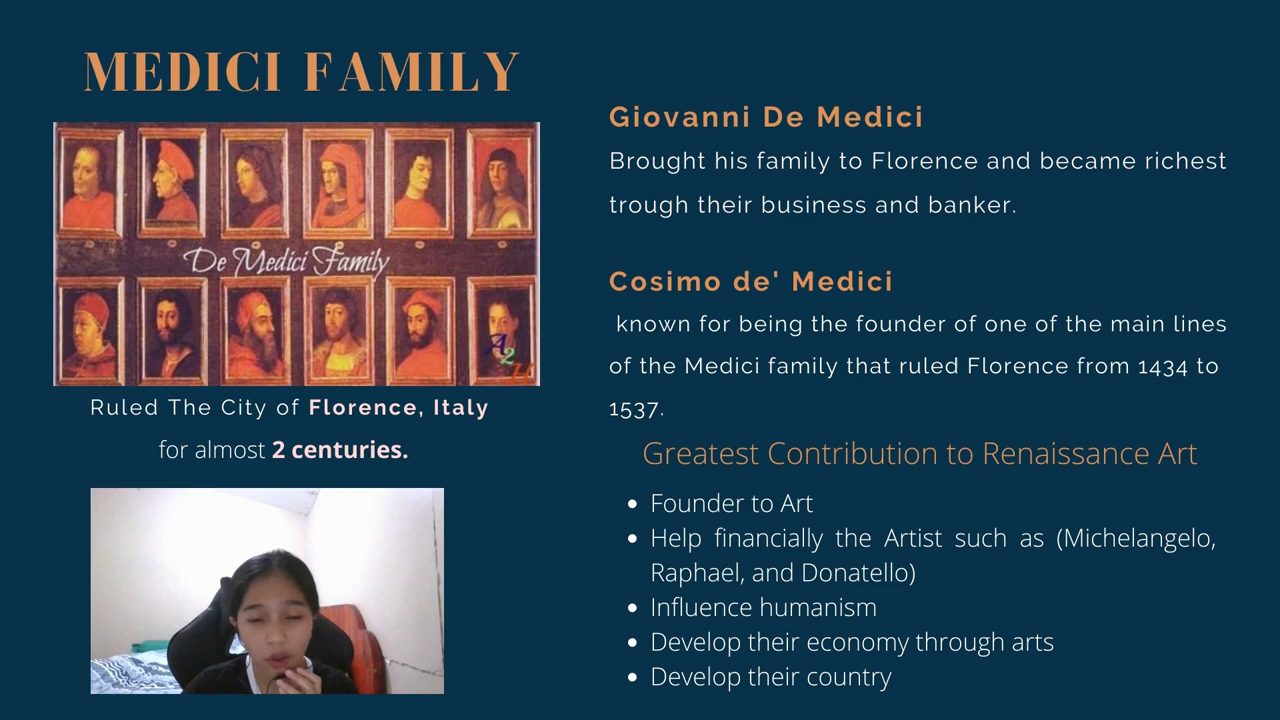 MEDICI FAMILY
De Medici Family
A2U
Ruled The City of Florence, Italy
for almost 2 centuries.
Giovanni De Medici
Brought his family to Florence and became richest
trough their business and banker.
Cosimo de' Medici
known for being the founder of one of the main lines
of the Medici family that ruled Florence from 1434 to
1537.
Greatest Contribution to Renaissance Art
• Founder to Art
• Help financially the Artist such as (Michelangelo,
Raphael, and Donatello)
• Influence humanism
• Develop their economy through arts
• Develop their country